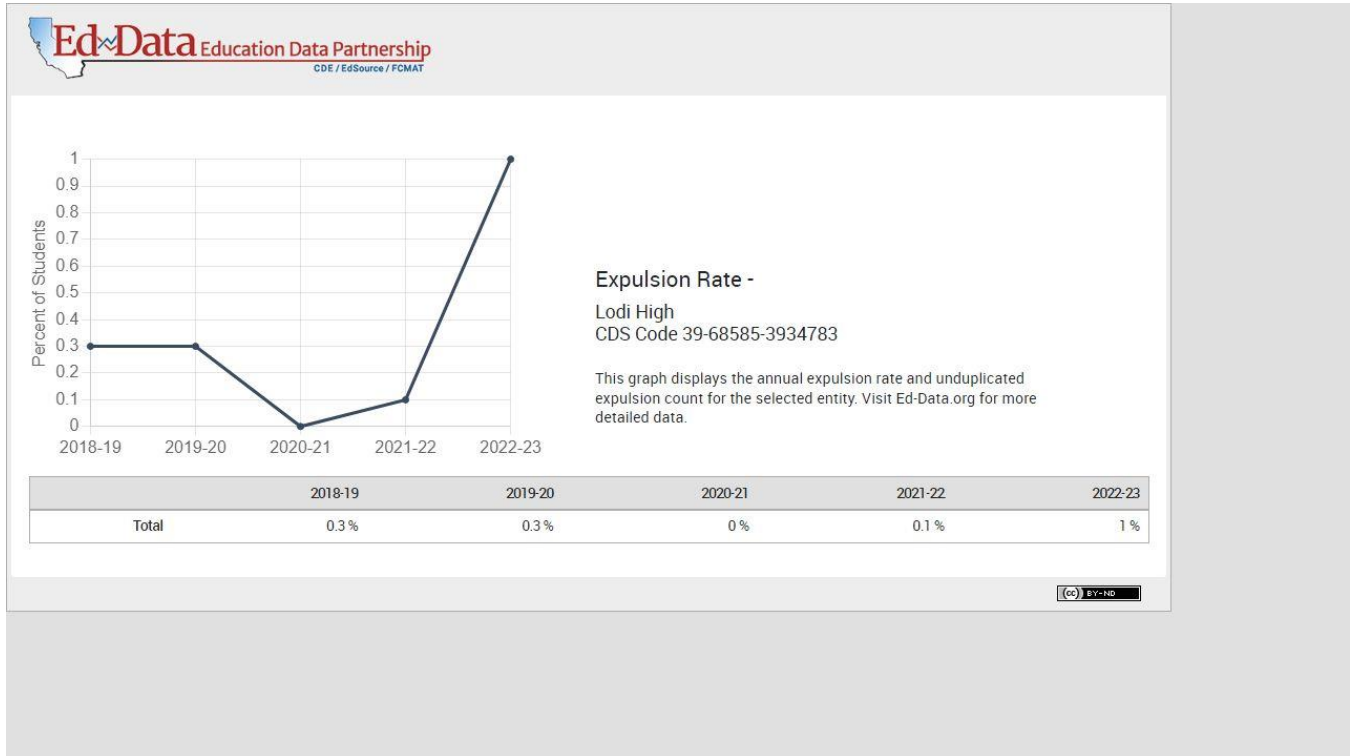 Ed Data Education Data Partnership
CDE / EdSource / FCMAT
1
0.9
0.8
0.7
0.6
0.5
0.4
0.3
0.2
0.1
0
Percent of Students
2018-19 2019-20 2020-21 2021-22 2022-23
Expulsion Rate -
Lodi High
CDS Code 39-68585-3934783
This graph displays the annual expulsion rate and unduplicated
expulsion count for the selected entity. Visit Ed-Data.org for more
detailed data.
2018-19 2019-20 2020-21 2021-22 2022-23
Total 0.3 % 0.3 % 0 % 0.1 % 1 %
(cc) BY-ND